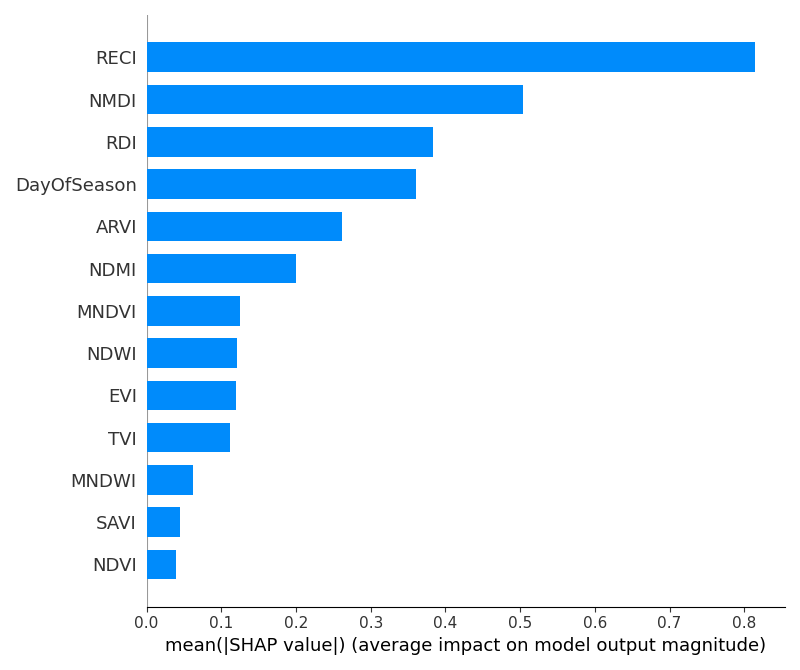 RECI
NMDI
RDI
DayOfSeason
ARVI
NDMI
MNDVI
NDWI
EVI
TVI
MNDWI
SAVI
NDVI
0.0 0.1 0.2 0.3 0.4 0.5 0.6 0.7 0.8
mean(|SHAP value|) (average impact on model output magnitude)